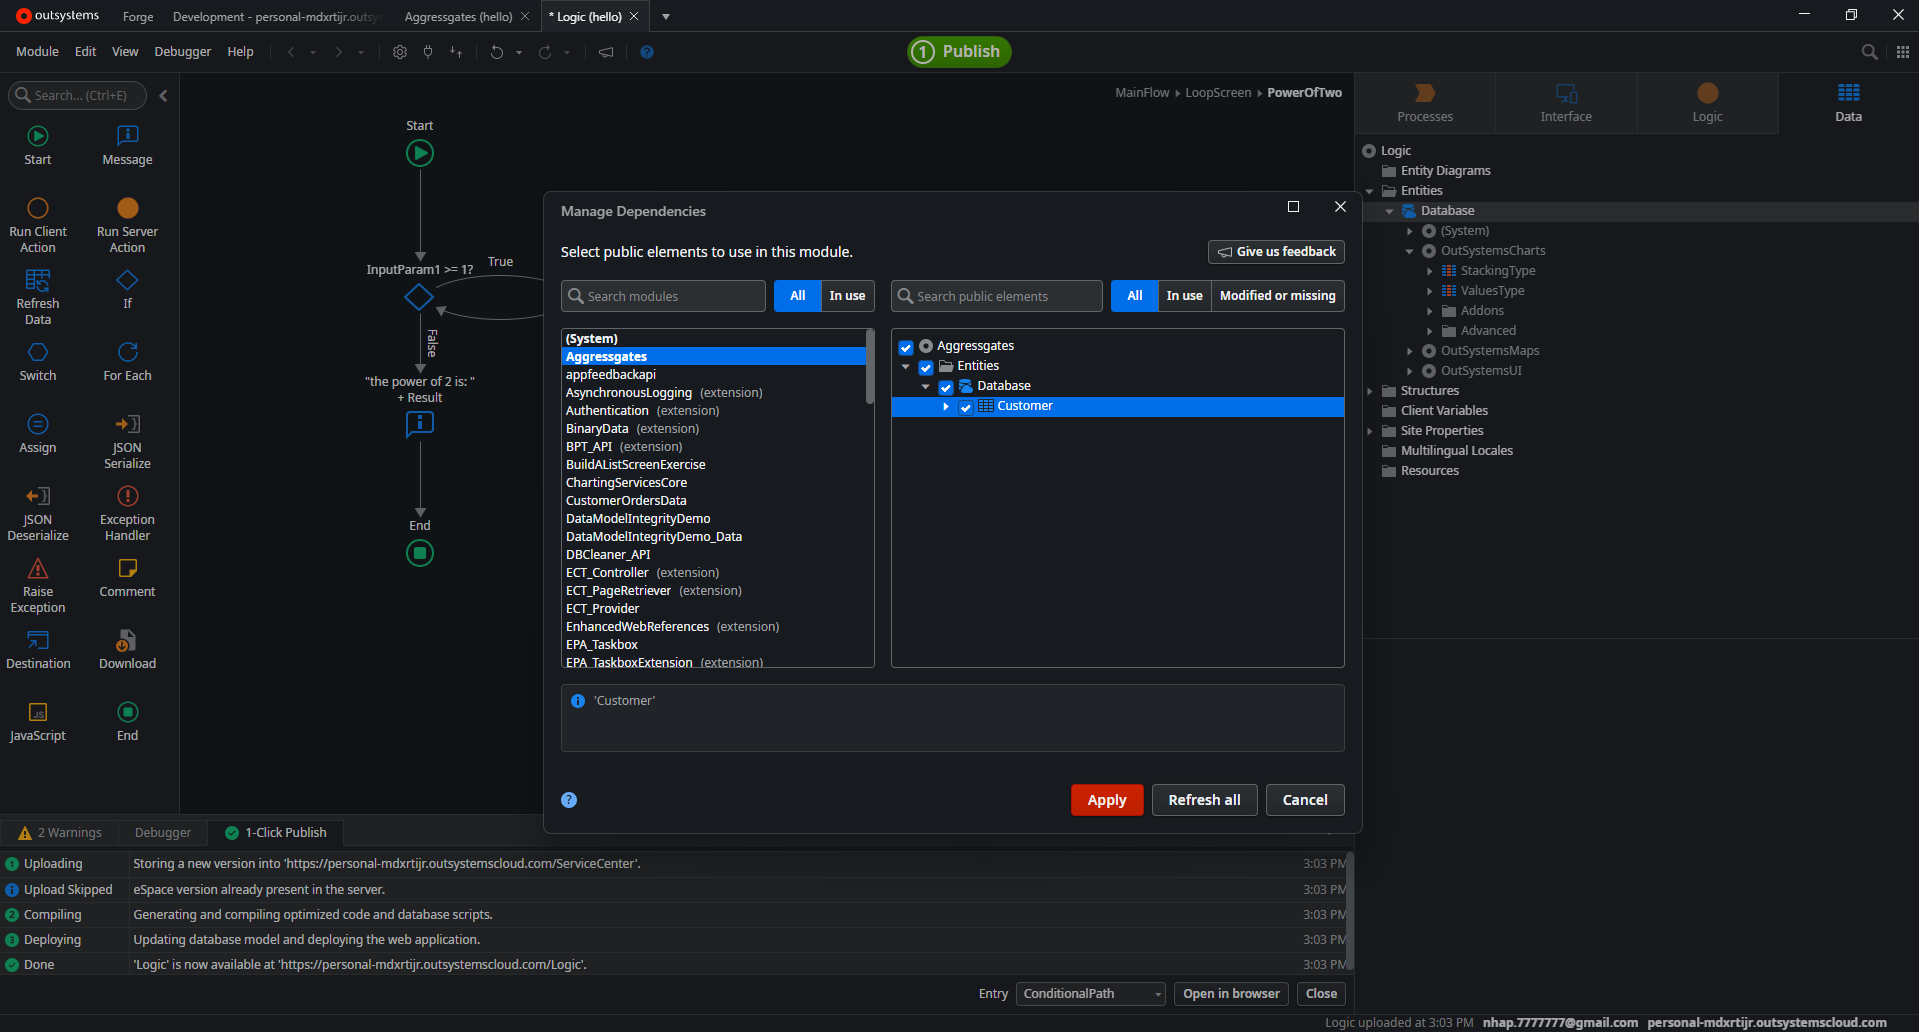 outsystems
Forge
Development - personal-mdxrtijr.outsys
Aggressgates (hello)
* Logic (hello)
Module
Edit
View
Debugger
Help
1 Publish
Search... (Ctrl+E)
Start
Message
Run Client
Action
Run Server
Action
Refresh
Data
If
Switch
For Each
Assign
JSON
Serialize
JSON
Deserialize
Exception
Handler
Raise
Exception
Comment
Destination
Download
JS
JavaScript
End
MainFlow
LoopScreen
PowerOfTwo
Start
InputParam1 >= 1?
True
False
"the power of 2 is: "
+ Result
End
Manage Dependencies
Select public elements to use in this module.
Give us feedback
Search modules
All
In use
Search public elements
All
In use
Modified or missing
(System)
Aggressgates
appfeedbackapi
AsynchronousLogging (extension)
Authentication (extension)
BinaryData (extension)
BPT_API (extension)
BuildAListScreenExercise
ChartingServicesCore
CustomerOrdersData
DataModelIntegrityDemo
DataModelIntegrityDemo_Data
DBCleaner_API
ECT_Controller (extension)
ECT_PageRetriever (extension)
ECT_Provider
EnhancedWebReferences (extension)
EPA_Taskbox
EPA_TaskboxExtension (extension)
Aggressgates
Entities
Database
Customer
'Customer'
Apply
Refresh all
Cancel
Processes
Interface
Logic
Data
Logic
Entity Diagrams
Entities
Database
(System)
OutSystemsCharts
StackingType
ValuesType
Addons
Advanced
OutSystemsMaps
OutSystemsUI
Structures
Client Variables
Site Properties
Multilingual Locales
Resources
2 Warnings
Debugger
1-Click Publish
1 Uploading Storing a new version into 'https://personal-mdxrtijr.outsystemscloud.com/ServiceCenter'. 3:03 PM
Upload Skipped eSpace version already present in the server. 3:03 PM
2 Compiling Generating and compiling optimized code and database scripts. 3:03 PM
3 Deploying Updating database model and deploying the web application. 3:03 PM
Done 'Logic' is now available at 'https://personal-mdxrtijr.outsystemscloud.com/Logic'. 3:03 PM
Entry
ConditionalPath
Open in browser
Close
Logic uploaded at 3:03 PM nhap.7777777@gmail.com personal-mdxrtijr.outsystemscloud.com